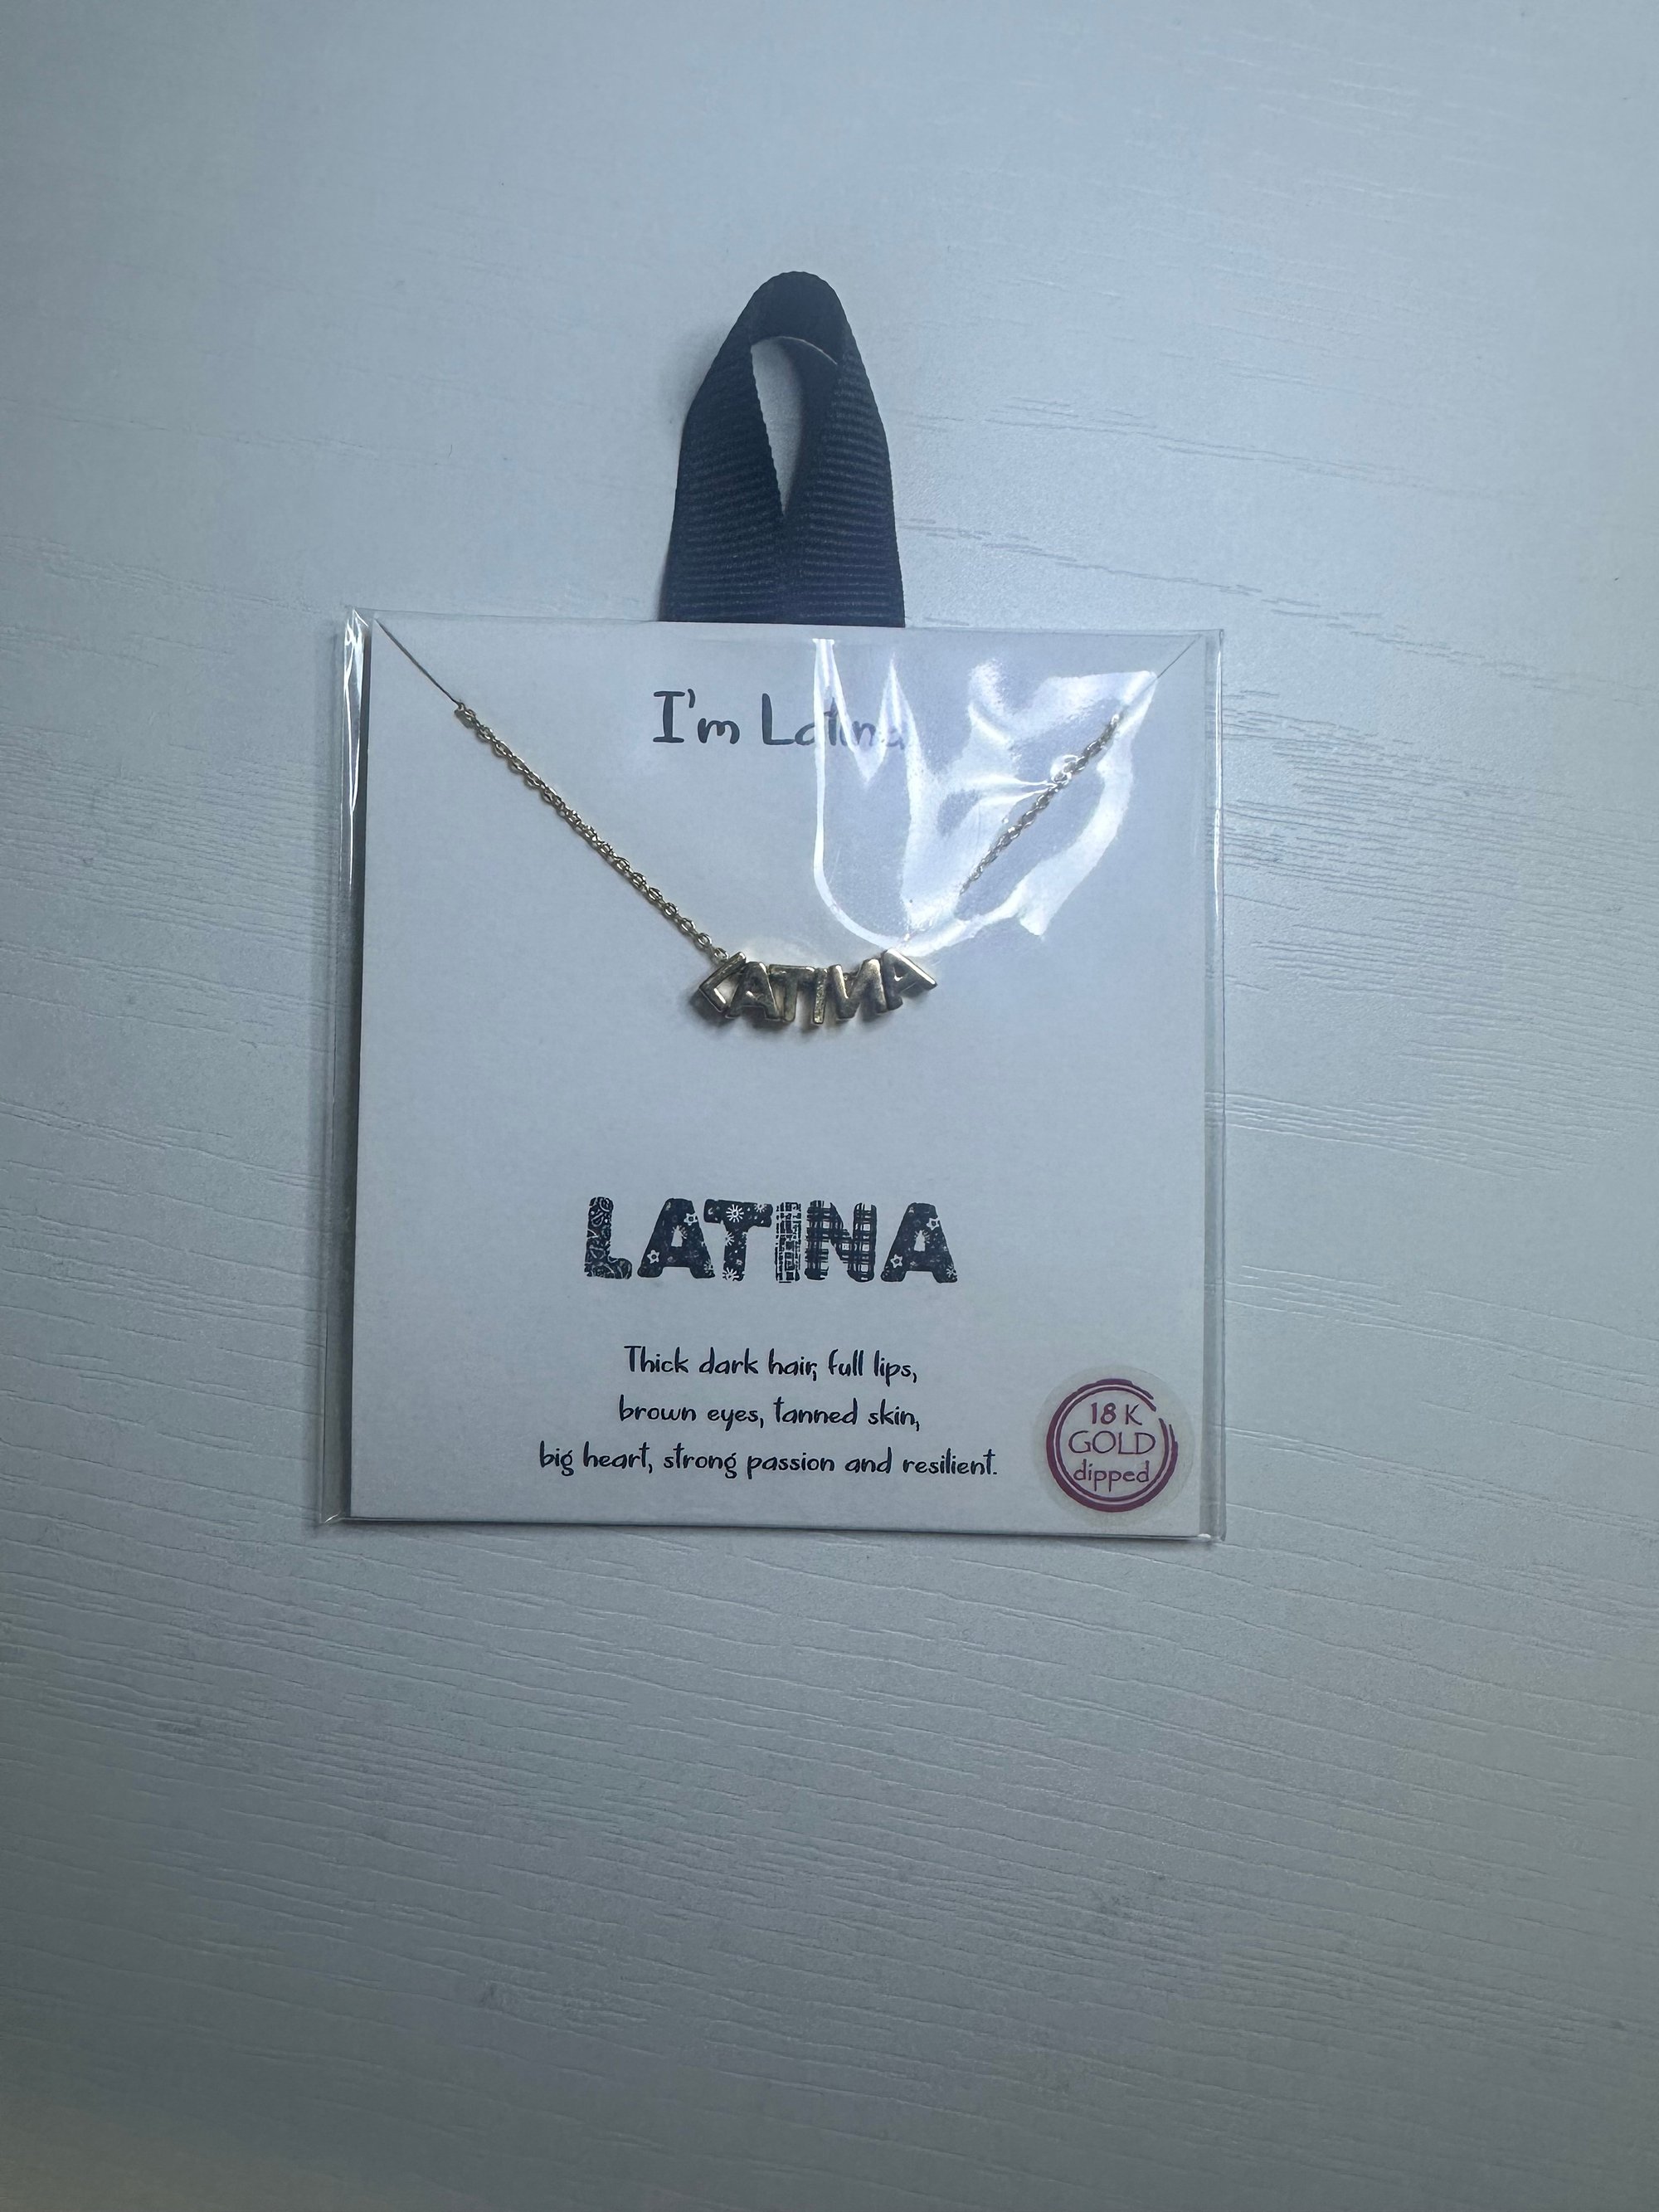 I'm Latina
LATINA
LATINA
Thick dark hair, full lips,
brown eyes, tanned skin,
big heart, strong passion and resilient.
18 K
GOLD
dipped